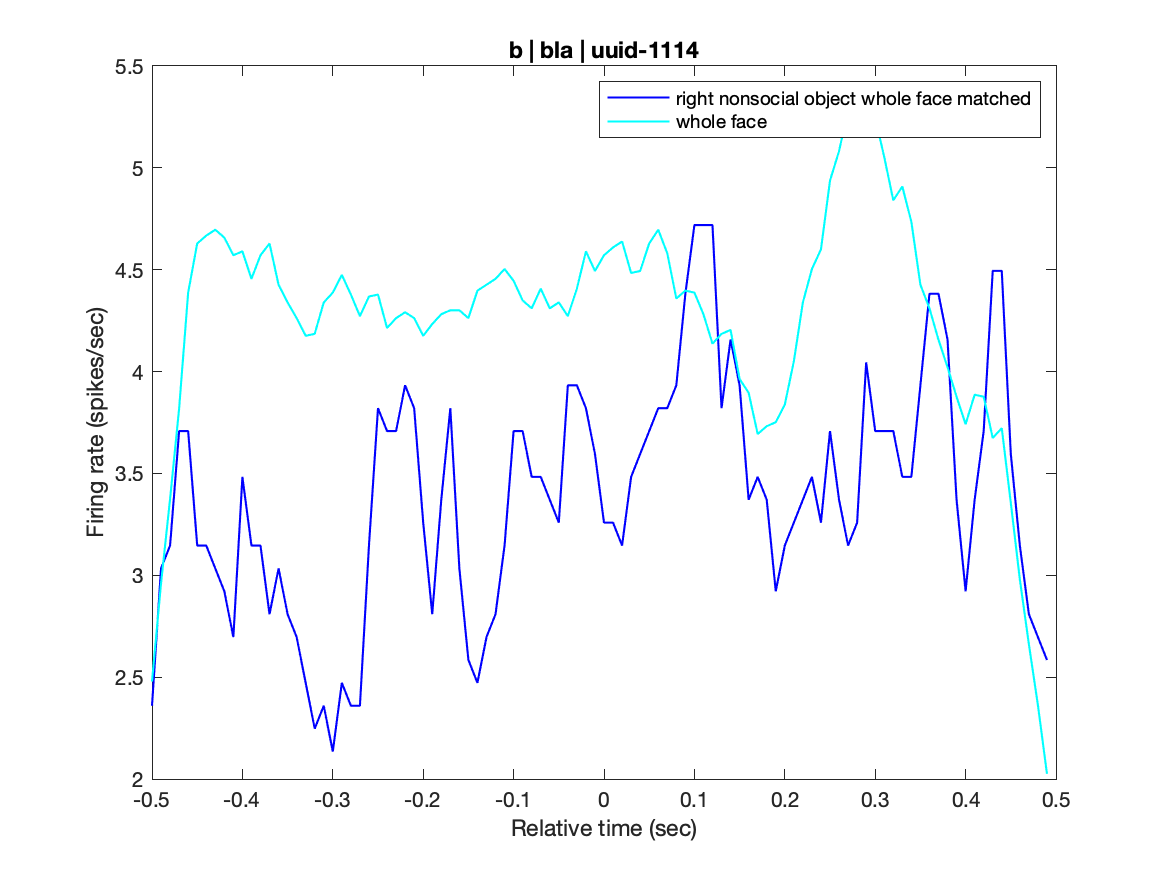 b | bla | uuid-1114
right nonsocial object whole face matched
whole face
5.5
5
4.5
4
3.5
3
2.5
2
Firing rate (spikes/sec)
-0.5 -0.4 -0.3 -0.2 -0.1 0 0.1 0.2 0.3 0.4 0.5
Relative time (sec)